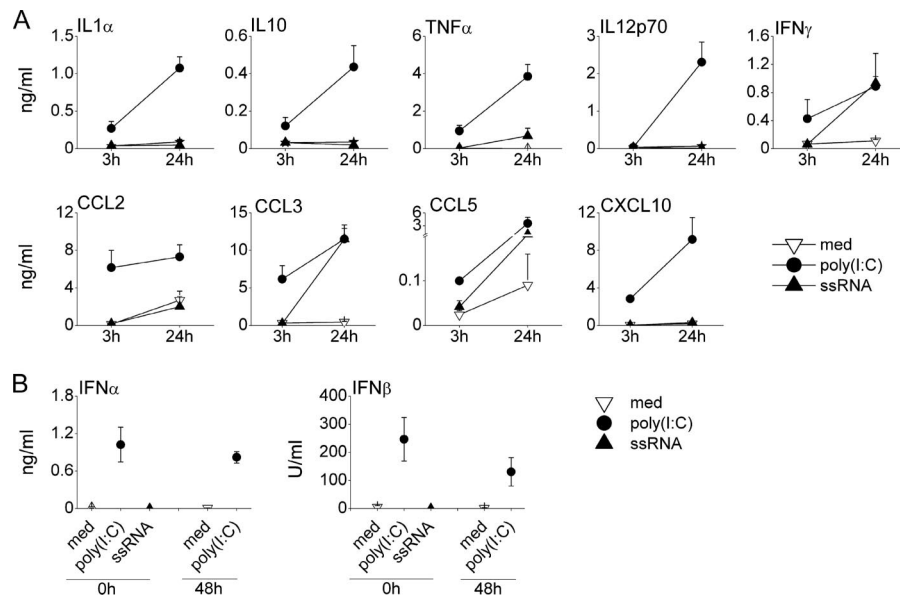 A
IL1α IL10 TNFα IL12p70 IFNγ
ng/ml
1.5 0.6 6 3 1.6
1.0 0.4 4 2 1.2
0.8
0.5 0.2 2 1 0.4
0 0 0 0 0
3h 24h 3h 24h 3h 24h 3h 24h 3h 24h
CCL2 CCL3 CCL5 CXCL10
ng/ml
12 15 6 12
3
8 10 8
0.1
4 5 4
0 0 0 0
3h 24h 3h 24h 3h 24h 3h 24h
med
poly(I:C)
ssRNA
B
IFNα IFNβ
ng/ml U/ml
1.8 400
1.2 300
200
0.6 100
0 0
med poly(I:C) ssRNA med poly(I:C) med poly(I:C) ssRNA med poly(I:C)
0h 48h 0h 48h
med
poly(I:C)
ssRNA